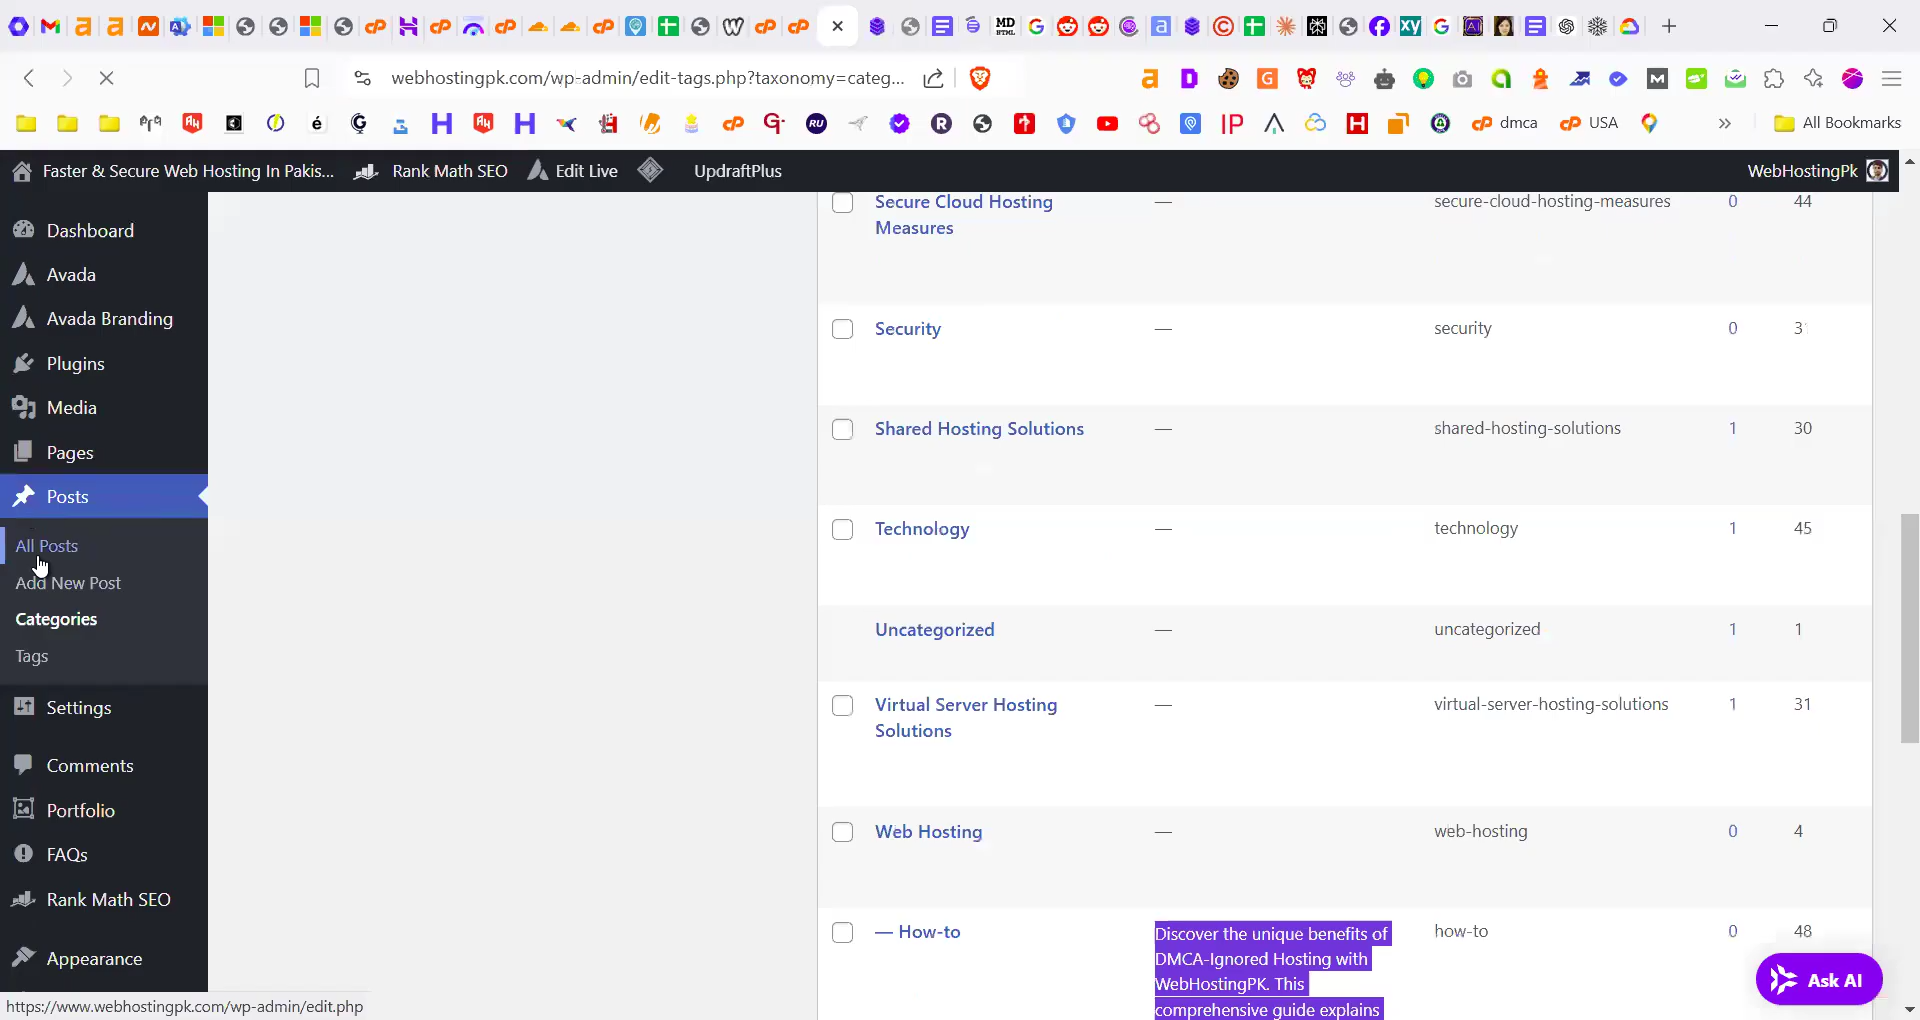 webhostingpk.com/wp-admin/edit-tags.php?taxonomy=categ...
dmca
USA
All Bookmarks
Faster & Secure Web Hosting In Pakis...
Rank Math SEO
Edit Live
UpdraftPlus
WebHostingPk
Dashboard
Avada
Avada Branding
Plugins
Media
Pages
Posts
All Posts
Add New Post
Categories
Tags
Settings
Comments
Portfolio
FAQs
Rank Math SEO
Appearance
Secure Cloud Hosting
Measures
— secure-cloud-hosting-measures 0 44
Security — security 0 31
Shared Hosting Solutions — shared-hosting-solutions 1 30
Technology — technology 1 45
Uncategorized — uncategorized 1 1
Virtual Server Hosting
Solutions
— virtual-server-hosting-solutions 1 31
Web Hosting — web-hosting 0 4
— How-to
Discover the unique benefits of
DMCA-Ignored Hosting with
WebHostingPK. This
comprehensive guide explains
how-to 0 48
Ask AI
https://www.webhostingpk.com/wp-admin/edit.php